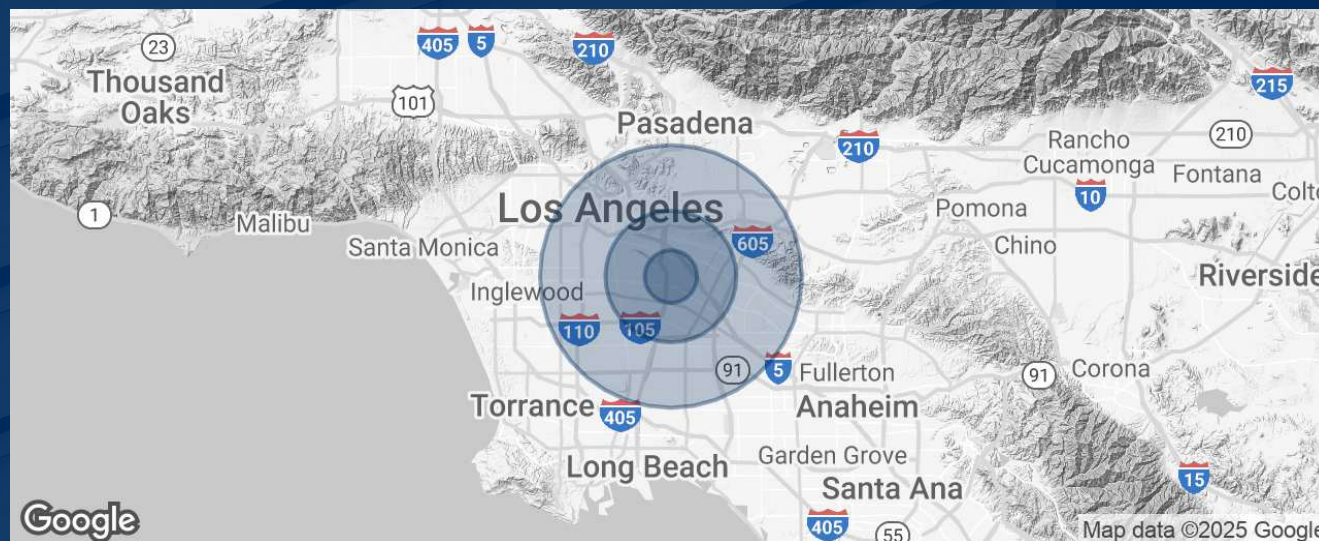 23
405
5
210
215
Thousand
Oaks
101
Pasadena
210
Rancho
Cucamonga
210
Fontana
10
Colto
1
Malibu
Los Angeles
Pomona
Santa Monica
605
Chino
Inglewood
Riverside
110
105
91
5
Fullerton
91
Corona
Torrance
405
Anaheim
Long Beach
Garden Grove
Santa Ana
15
Google
405
55
Map data ©2025 Google